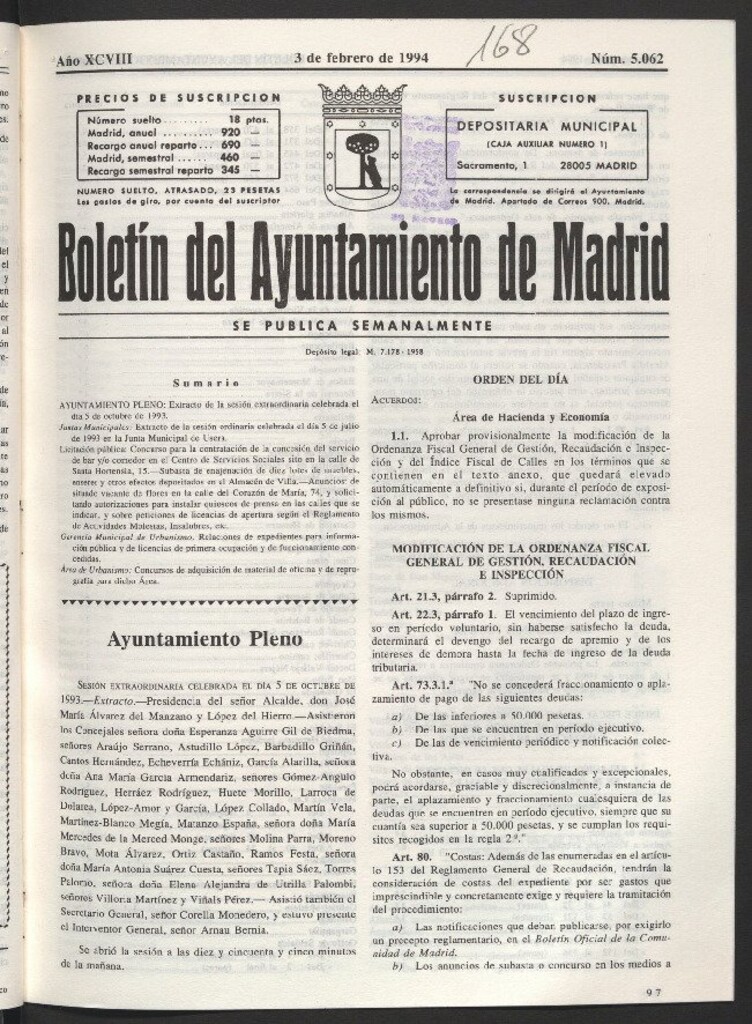 Año XCVIII
3 de febrero de 1994
168
Núm. 5.062
PRECIOS DE SUSCRIPCION
Número suelto ......... 18 ptas.
Madrid, anual ......... 920 —
Recargo anual reparto ... 690 —
Madrid, semestral ...... 460 —
Recargo semestral reparto 345 —
NUMERO SUELTO, ATRASADO, 23 PESETAS
Los gastos de giro, por cuenta del suscriptor
SUSCRIPCION
DEPOSITARIA MUNICIPAL
(CAJA AUXILIAR NUMERO 1)
Sacramento, 1 28005 MADRID
La correspondencia se dirigirá al Ayuntamiento
de Madrid. Apartado de Correos 900. Madrid.
Boletín del Ayuntamiento de Madrid
SE PUBLICA SEMANALMENTE
Depósito legal: M. 7.178 - 1958
Sumario
AYUNTAMIENTO PLENO: Extracto de la sesión extraordinaria celebrada el
día 5 de octubre de 1993.
Juntas Municipales: Extracto de la sesión ordinaria celebrada el día 5 de julio
de 1993 en la Junta Municipal de Usera.
Licitación pública: Concurso para la contratación de la concesión del servicio
de bar y/o comedor en el Centro de Servicios Sociales sito en la calle de
Santa Hortensia, 15.—Subasta de enajenación de diez lotes de muebles,
enseres y otros efectos depositados en el Almacén de Villa.—Anuncios: de
situado vacante de flores en la calle del Corazón de María, 74, y solici-
tando autorizaciones para instalar quioscos de prensa en las calles que se
indican, y sobre peticiones de licencias de apertura según el Reglamento
de Actividades Molestas, Insalubres, etc.
Gerencia Municipal de Urbanismo. Relaciones de expedientes para informa-
ción pública y de licencias de primera ocupación y de funcionamiento con-
cedidas.
Área de Urbanismo: Concursos de adquisición de material de oficina y de repro-
grafía para dicho Área.
Ayuntamiento Pleno
SESIÓN EXTRAORDINARIA CELEBRADA EL DÍA 5 DE OCTUBRE DE
1993.—Extracto.—Presidencia del señor Alcalde, don José
María Álvarez del Manzano y López del Hierro.—Asistieron
los Concejales señora doña Esperanza Aguirre Gil de Biedma,
señores Araújo Serrano, Astudillo López, Barbadillo Griñán,
Cantos Hernández, Echeverría Echániz, García Alarilla, señora
doña Ana María García Armendariz, señores Gómez-Angulo
Rodríguez, Herráez Rodríguez, Huete Morillo, Larroca de
Dolarea, López-Amor y García, López Collado, Martín Vela,
Martínez-Blanco Megía, Matanzo España, señora doña María
Mercedes de la Merced Monge, señores Molina Parra, Moreno
Bravo, Mota Álvarez, Ortiz Castaño, Ramos Festa, señora
doña María Antonia Suárez Cuesta, señores Tapia Sáez, Torres
Palomo, señora doña Elena Alejandra de Utrilla Palombi,
señores Villoria Martínez y Viñals Pérez.—Asistió también el
Secretario General, señor Corella Monedero, y estuvo presente
el Interventor General, señor Arnau Bernia.
Se abrió la sesión a las diez y cincuenta y cinco minutos
de la mañana.
ORDEN DEL DÍA
ACUERDOS:
Área de Hacienda y Economía
1.1. Aprobar provisionalmente la modificación de la
Ordenanza Fiscal General de Gestión, Recaudación e Inspec-
ción y del Índice Fiscal de Calles en los términos que se
contienen en el texto anexo, que quedará elevado
automáticamente a definitivo si, durante el período de exposi-
ción al público, no se presentase ninguna reclamación contra
los mismos.
MODIFICACIÓN DE LA ORDENANZA FISCAL
GENERAL DE GESTIÓN, RECAUDACIÓN
E INSPECCIÓN
Art. 21.3, párrafo 2. Suprimido.
Art. 22.3, párrafo 1. El vencimiento del plazo de ingre-
so en período voluntario, sin haberse satisfecho la deuda,
determinará el devengo del recargo de apremio y de los
intereses de demora hasta la fecha de ingreso de la deuda
tributaria.
Art. 73.3.1.ª "No se concederá fraccionamiento o apla-
zamiento de pago de las siguientes deudas:
a) De las inferiores a 50.000 pesetas.
b) De las que se encuentren en período ejecutivo.
c) De las de vencimiento periódico y notificación colec-
tiva.
No obstante, en casos muy cualificados y excepcionales,
podrá acordarse, graciable y discrecionalmente, a instancia de
parte, el aplazamiento y fraccionamiento cualesquiera de las
deudas que se encuentren en período ejecutivo, siempre que su
cuantía sea superior a 50.000 pesetas, y se cumplan los requi-
sitos recogidos en la regla 2.ª."
Art. 80. "Costas: Además de las enumeradas en el artícu-
lo 153 del Reglamento General de Recaudación, tendrán la
consideración de costas del expediente por ser gastos que
imprescindible y concretamente exige y requiere la tramitación
del procedimiento:
a) Las notificaciones que deban publicarse, por exigirlo
un precepto reglamentario, en el Boletín Oficial de la Comu-
nidad de Madrid.
b) Los anuncios de subasta o concurso en los medios a
97